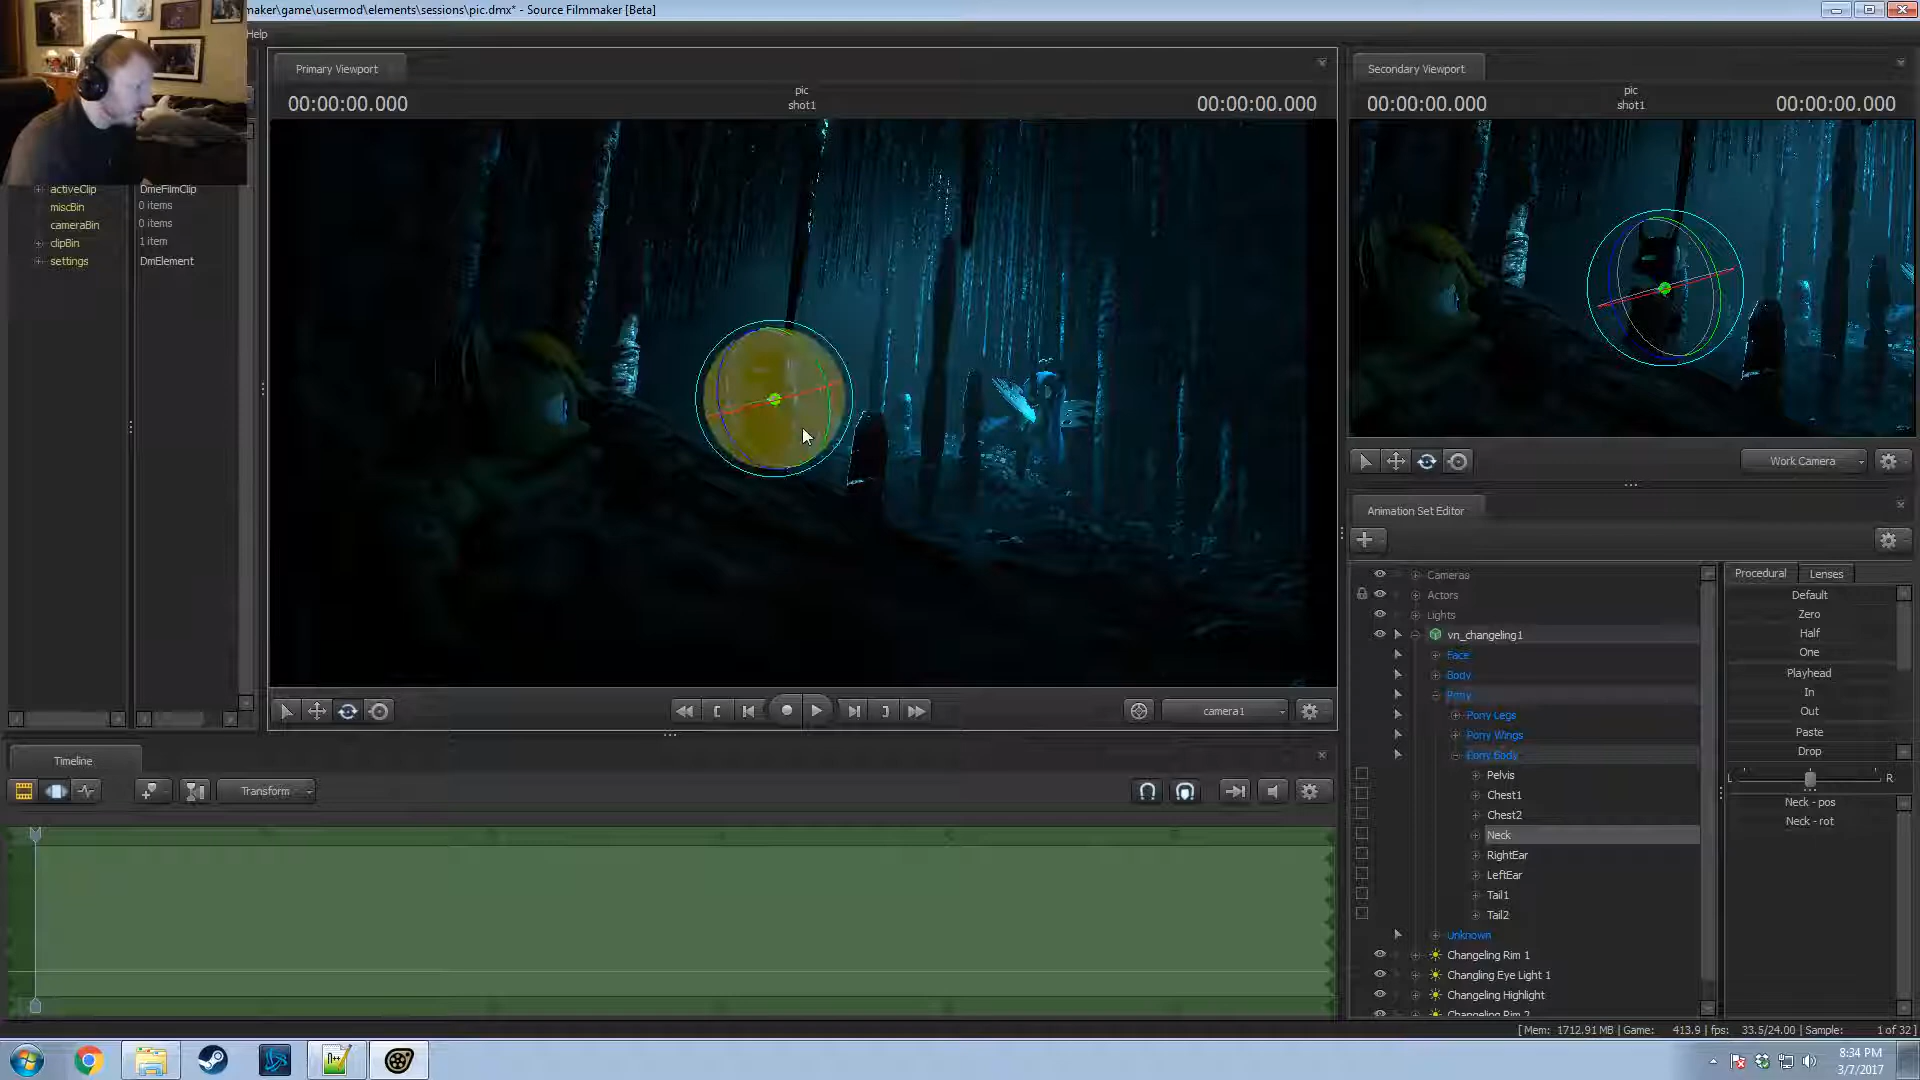 maker\game\usermod\elements\sessions\pic.dmx* - Source Filmmaker [Beta]
Help
Primary Viewport
Secondary Viewport
00:00:00.000
pic
shot1
00:00:00.000
00:00:00.000
pic
shot1
00:00:00.000
activeClip
DmeFilmClip
miscBin
0 items
cameraBin
0 items
clipBin
1 item
settings
DmElement
Work Camera
Animation Set Editor
Cameras
Actors
Lights
vn_changeling1
Face
Body
Pony
Pony Legs
Pony Wings
Pony Body
Pelvis
Chest1
Chest2
Neck
RightEar
LeftEar
Tail1
Tail2
Unknown
Changeling Rim 1
Changling Eye Light 1
Changeling Highlight
Changeling Rim 2
Procedural
Lenses
Default
Zero
Half
One
Playhead
In
Out
Paste
Drop
L
R
Neck - pos
Neck - rot
camera1
Timeline
Transform
[ Mem: 1712.91 MB | Game: 413.9 | fps: 33.5/24.00 | Sample: 1 of 32 ]
8:34 PM
3/7/2017